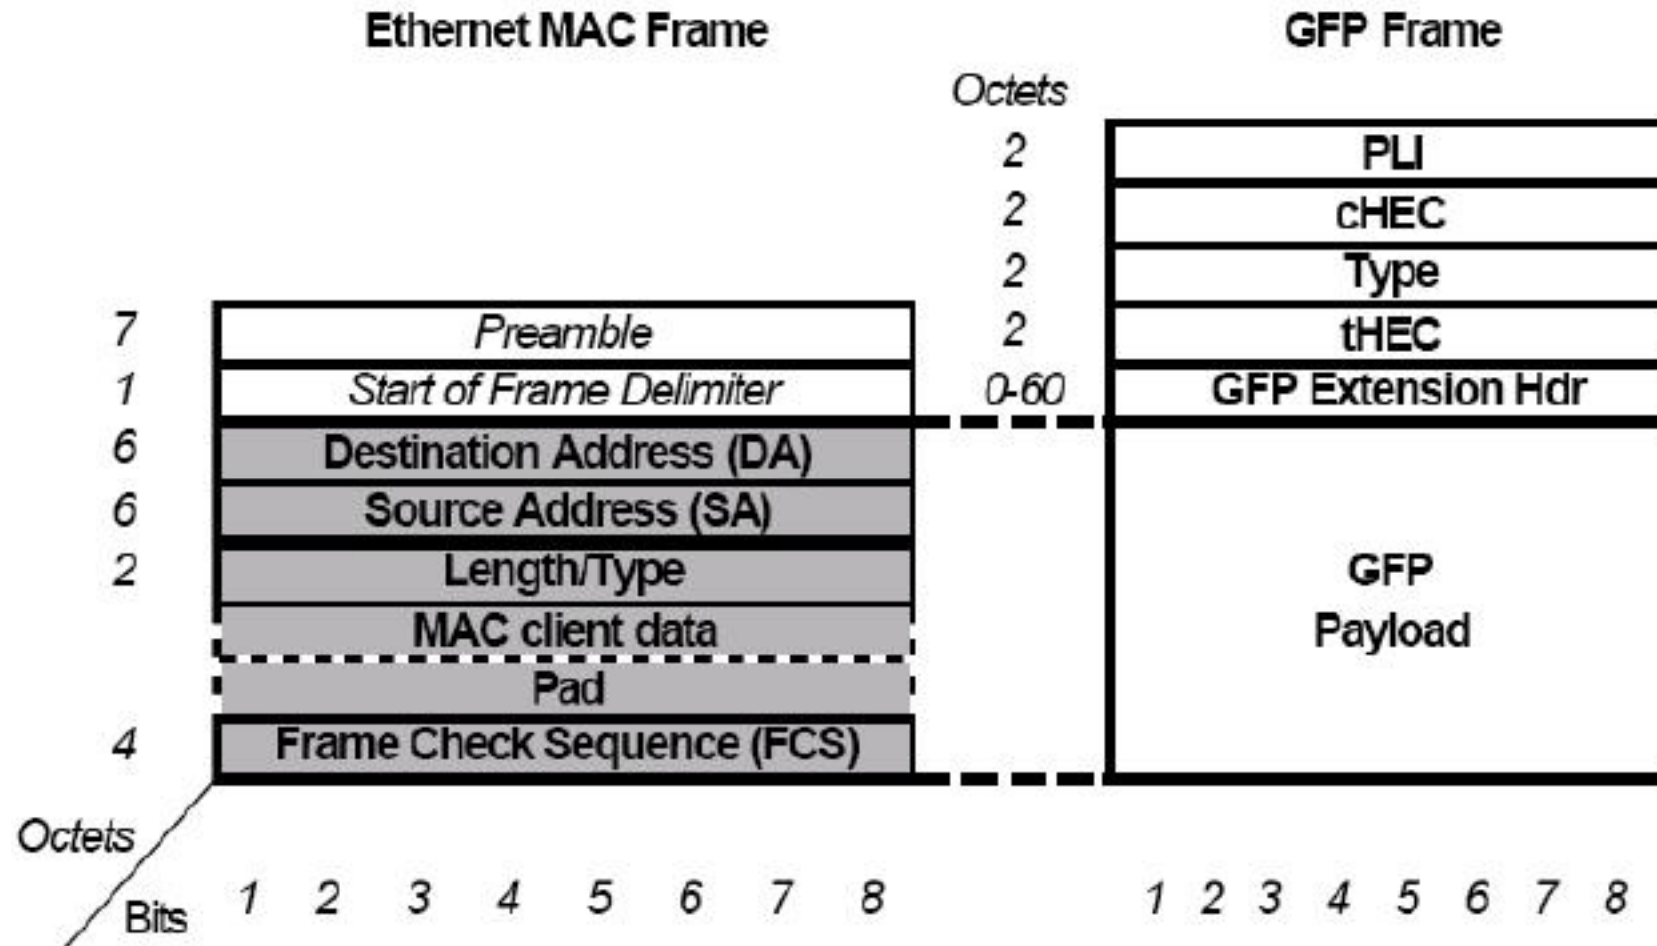 Ethernet MAC Frame
GFP Frame
Octets
2 PLI
2 cHEC
2 Type
7 Preamble 2 tHEC
1 Start of Frame Delimiter 0-60 GFP Extension Hdr
6 Destination Address (DA)
6 Source Address (SA)
2 Length/Type
MAC client data
Pad
4 Frame Check Sequence (FCS)
GFP
Payload
Octets
Bits 1 2 3 4 5 6 7 8
1 2 3 4 5 6 7 8